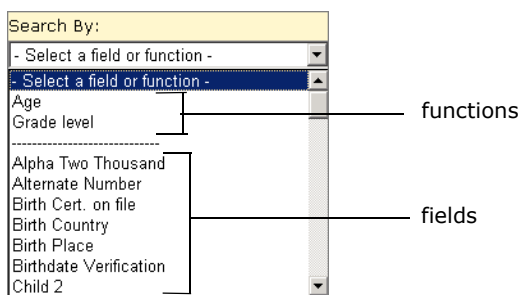 Search By:
- Select a field or function -
- Select a field or function -
Age
Grade level
functions
----------------------------
Alpha Two Thousand
Alternate Number
Birth Cert. on file
Birth Country
fields
Birth Place
Birthdate Verification
Child 2